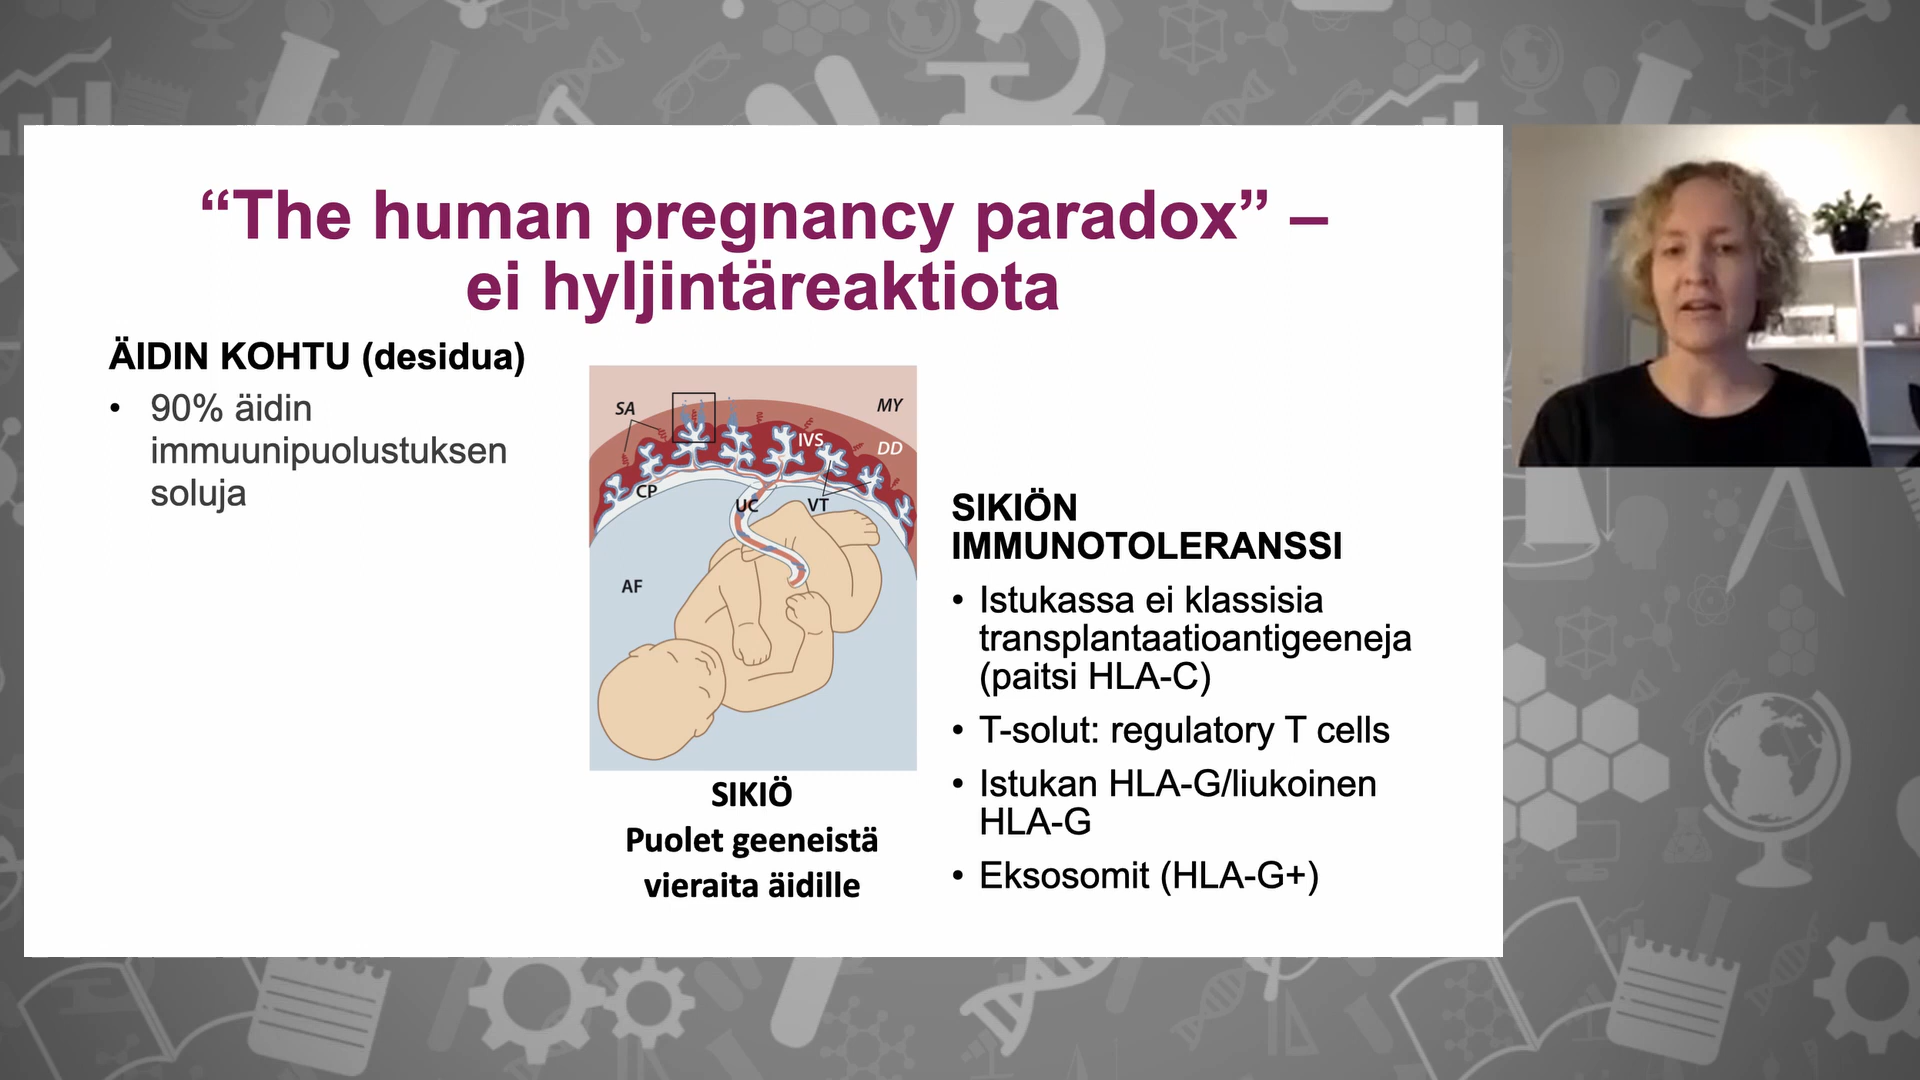 “The human pregnancy paradox” –
ei hyljintäreaktiota
ÄIDIN KOHTU (desidua)
• 90% äidin
immuunipuolustuksen
soluja
SA
MY
IVS
DD
CP
UC
VT
AF
SIKIÖ
Puolet geeneistä
vieraita äidille
SIKIÖN
IMMUNOTOLERANSSI
• Istukassa ei klassisia
transplantaatioantigeeneja
(paitsi HLA-C)
• T-solut: regulatory T cells
• Istukan HLA-G/liukoinen
HLA-G
• Eksosomit (HLA-G+)